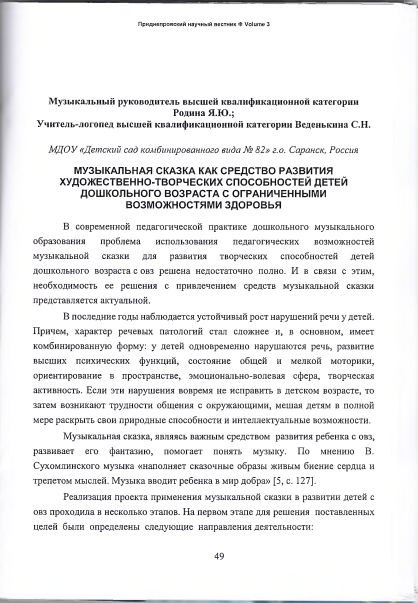 Приднепровский научный вестник Ф Volume 3
Музыкальный руководитель высшей квалификационной категории
Родина Я.Ю.;
Учитель-логопед высшей квалификационной категории Веденькина С.Н.
МДОУ «Детский сад комбинированного вида № 82» г.о. Саранск, Россия
МУЗЫКАЛЬНАЯ СКАЗКА КАК СРЕДСТВО РАЗВИТИЯ
ХУДОЖЕСТВЕННО-ТВОРЧЕСКИХ СПОСОБНОСТЕЙ ДЕТЕЙ
ДОШКОЛЬНОГО ВОЗРАСТА С ОГРАНИЧЕННЫМИ
ВОЗМОЖНОСТЯМИ ЗДОРОВЬЯ
В современной педагогической практике дошкольного музыкального
образования проблема использования педагогических возможностей
музыкальной сказки для развития творческих способностей детей
дошкольного возраста с овз решена недостаточно полно. И в связи с этим,
необходимость ее решения с привлечением средств музыкальной сказки
представляется актуальной.
В последние годы наблюдается устойчивый рост нарушений речи у детей.
Причем, характер речевых патологий стал сложнее и, в основном, имеет
комбинированную форму: у детей одновременно нарушаются речь, развитие
высших психических функций, состояние общей и мелкой моторики,
ориентирование в пространстве, эмоционально-волевая сфера, творческая
активность. Если эти нарушения вовремя не исправить в детском возрасте, то
затем возникают трудности общения с окружающими, мешая детям в полной
мере раскрыть свои природные способности и интеллектуальные возможности.
Музыкальная сказка, являясь важным средством развития ребенка с овз,
развивает его фантазию, помогает понять музыку. По мнению В.
Сухомлинского музыка «наполняет сказочные образы живым биение сердца и
трепетом мыслей. Музыка вводит ребенка в мир добра» [5, с. 127].
Реализация проекта применения музыкальной сказки в развитии детей с
овз проходила в несколько этапов. На первом этапе для решения поставленных
целей были определены следующие направления деятельности:
49